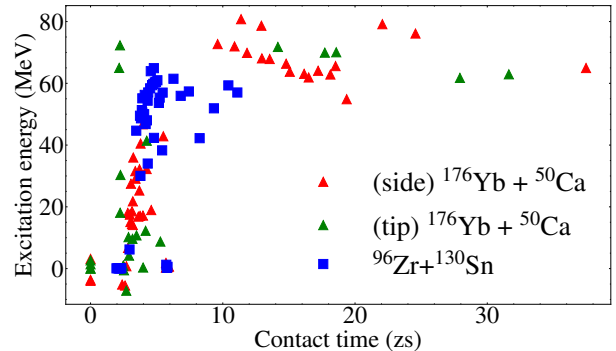 80
60
40
20
0
Excitation energy (MeV)
(side) ¹⁷⁶Yb + ⁵⁰Ca
(tip) ¹⁷⁶Yb + ⁵⁰Ca
⁹⁶Zr+¹³⁰Sn
0 10 20 30
Contact time (zs)